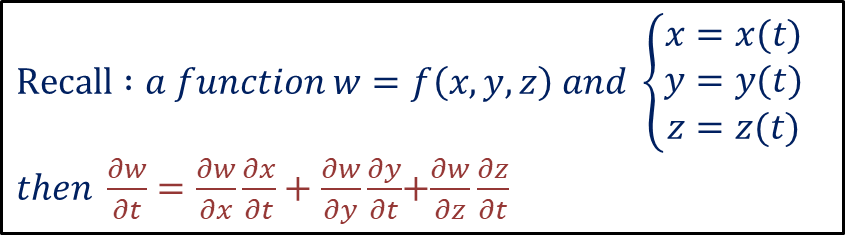 Recall : a function w = f(x, y, z) and { x = x(t)
y = y(t)
z = z(t)
then ∂w/∂t = ∂w/∂x ∂x/∂t + ∂w/∂y ∂y/∂t + ∂w/∂z ∂z/∂t